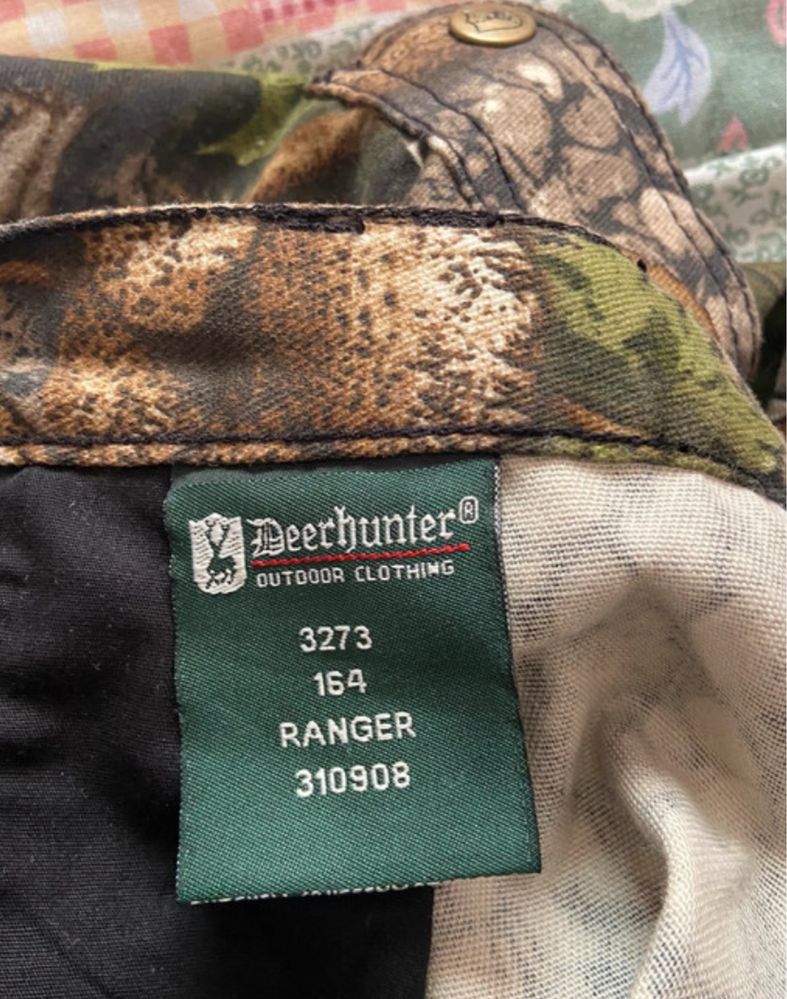 Deerhunter®
OUTDOOR CLOTHING
3273
164
RANGER
310908